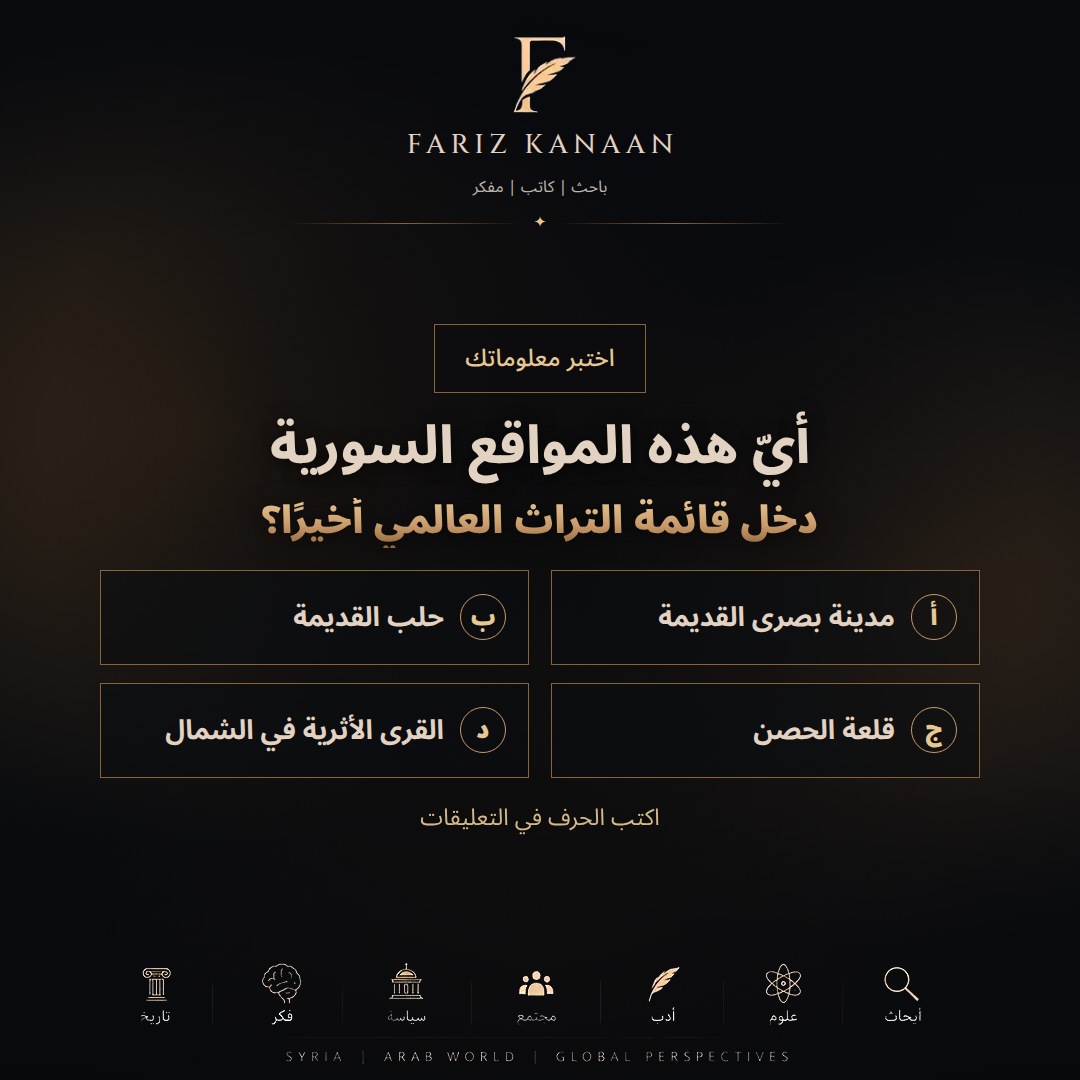 F
FARIZ KANAAN
باحث | كاتب | مفكر
اختبر معلوماتك
أيّ هذه المواقع السورية
دخل قائمة التراث العالمي أخيرًا؟
أ مدينة بصرى القديمة
ب حلب القديمة
ج قلعة الحصن
د القرى الأثرية في الشمال
اكتب الحرف في التعليقات
أبحاث
علوم
أدب
مجتمع
سياسة
فكر
تاريخ
SYRIA | ARAB WORLD | GLOBAL PERSPECTIVES